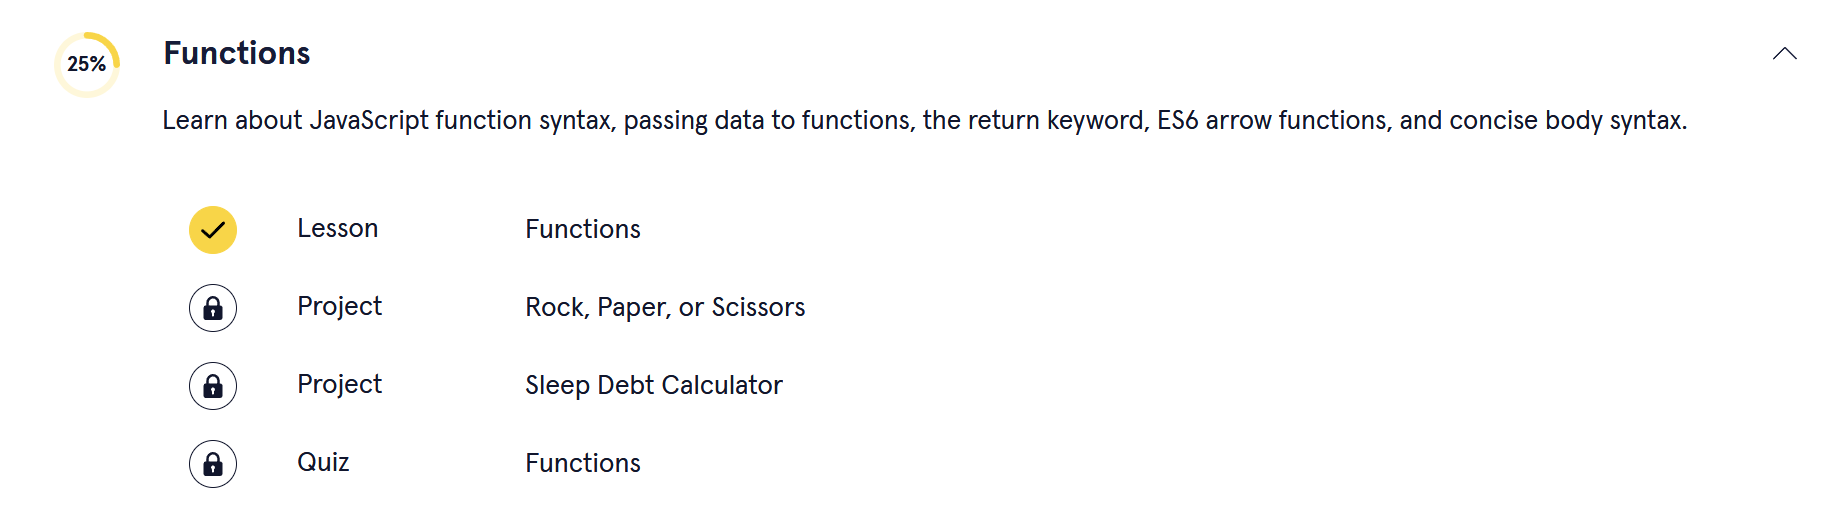 25%
Functions
Learn about JavaScript function syntax, passing data to functions, the return keyword, ES6 arrow functions, and concise body syntax.
Lesson Functions
Project Rock, Paper, or Scissors
Project Sleep Debt Calculator
Quiz Functions